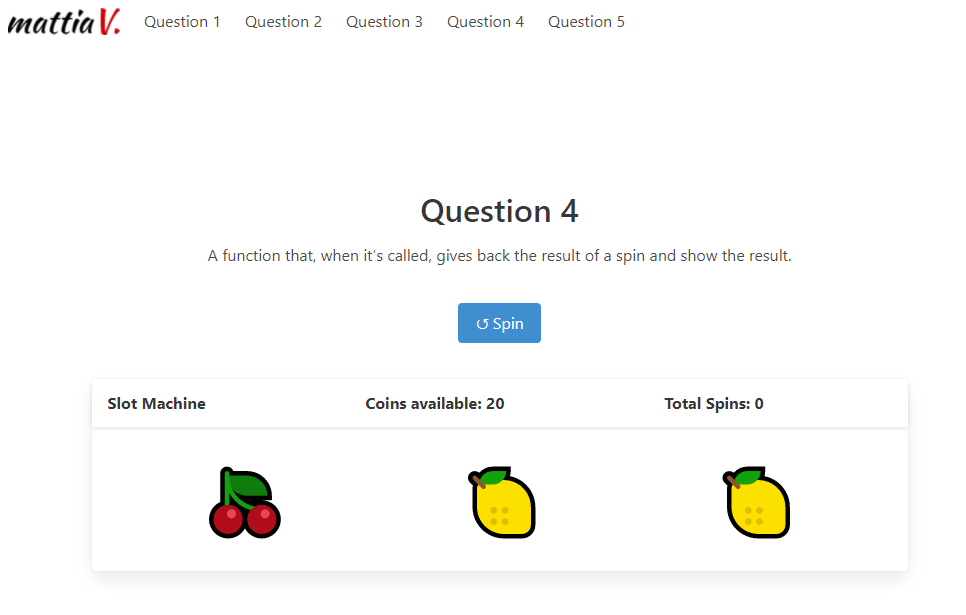 mattia V. Question 1 Question 2 Question 3 Question 4 Question 5
Question 4
A function that, when it’s called, gives back the result of a spin and show the result.
↺ Spin
Slot Machine Coins available: 20 Total Spins: 0